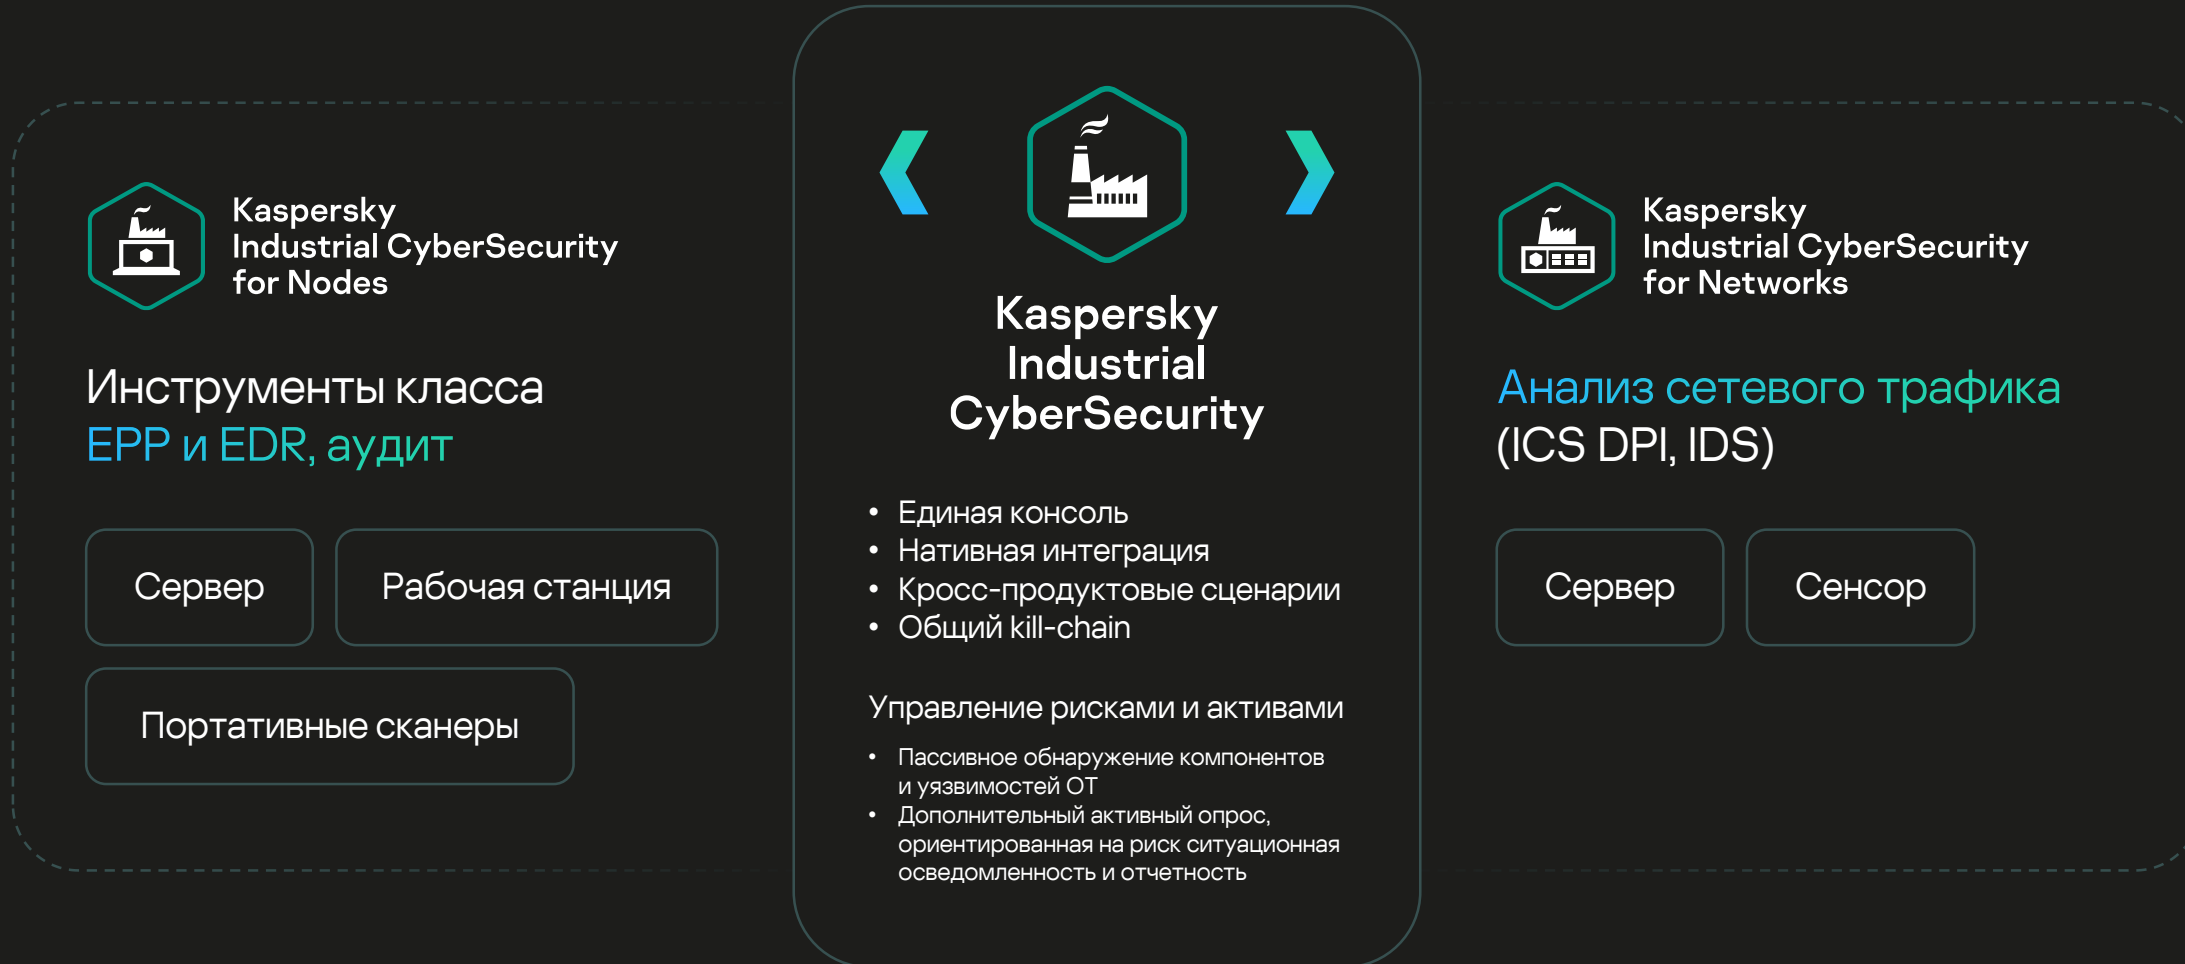 Kaspersky
Industrial CyberSecurity
for Nodes
Инструменты класса
EPP и EDR, аудит
Сервер
Рабочая станция
Портативные сканеры
Kaspersky
Industrial
CyberSecurity
• Единая консоль
• Нативная интеграция
• Кросс-продуктовые сценарии
• Общий kill-chain
Управление рисками и активами
• Пассивное обнаружение компонентов
и уязвимостей ОТ
• Дополнительный активный опрос,
ориентированная на риск ситуационная
осведомленность и отчетность
Kaspersky
Industrial CyberSecurity
for Networks
Анализ сетевого трафика
(ICS DPI, IDS)
Сервер
Сенсор